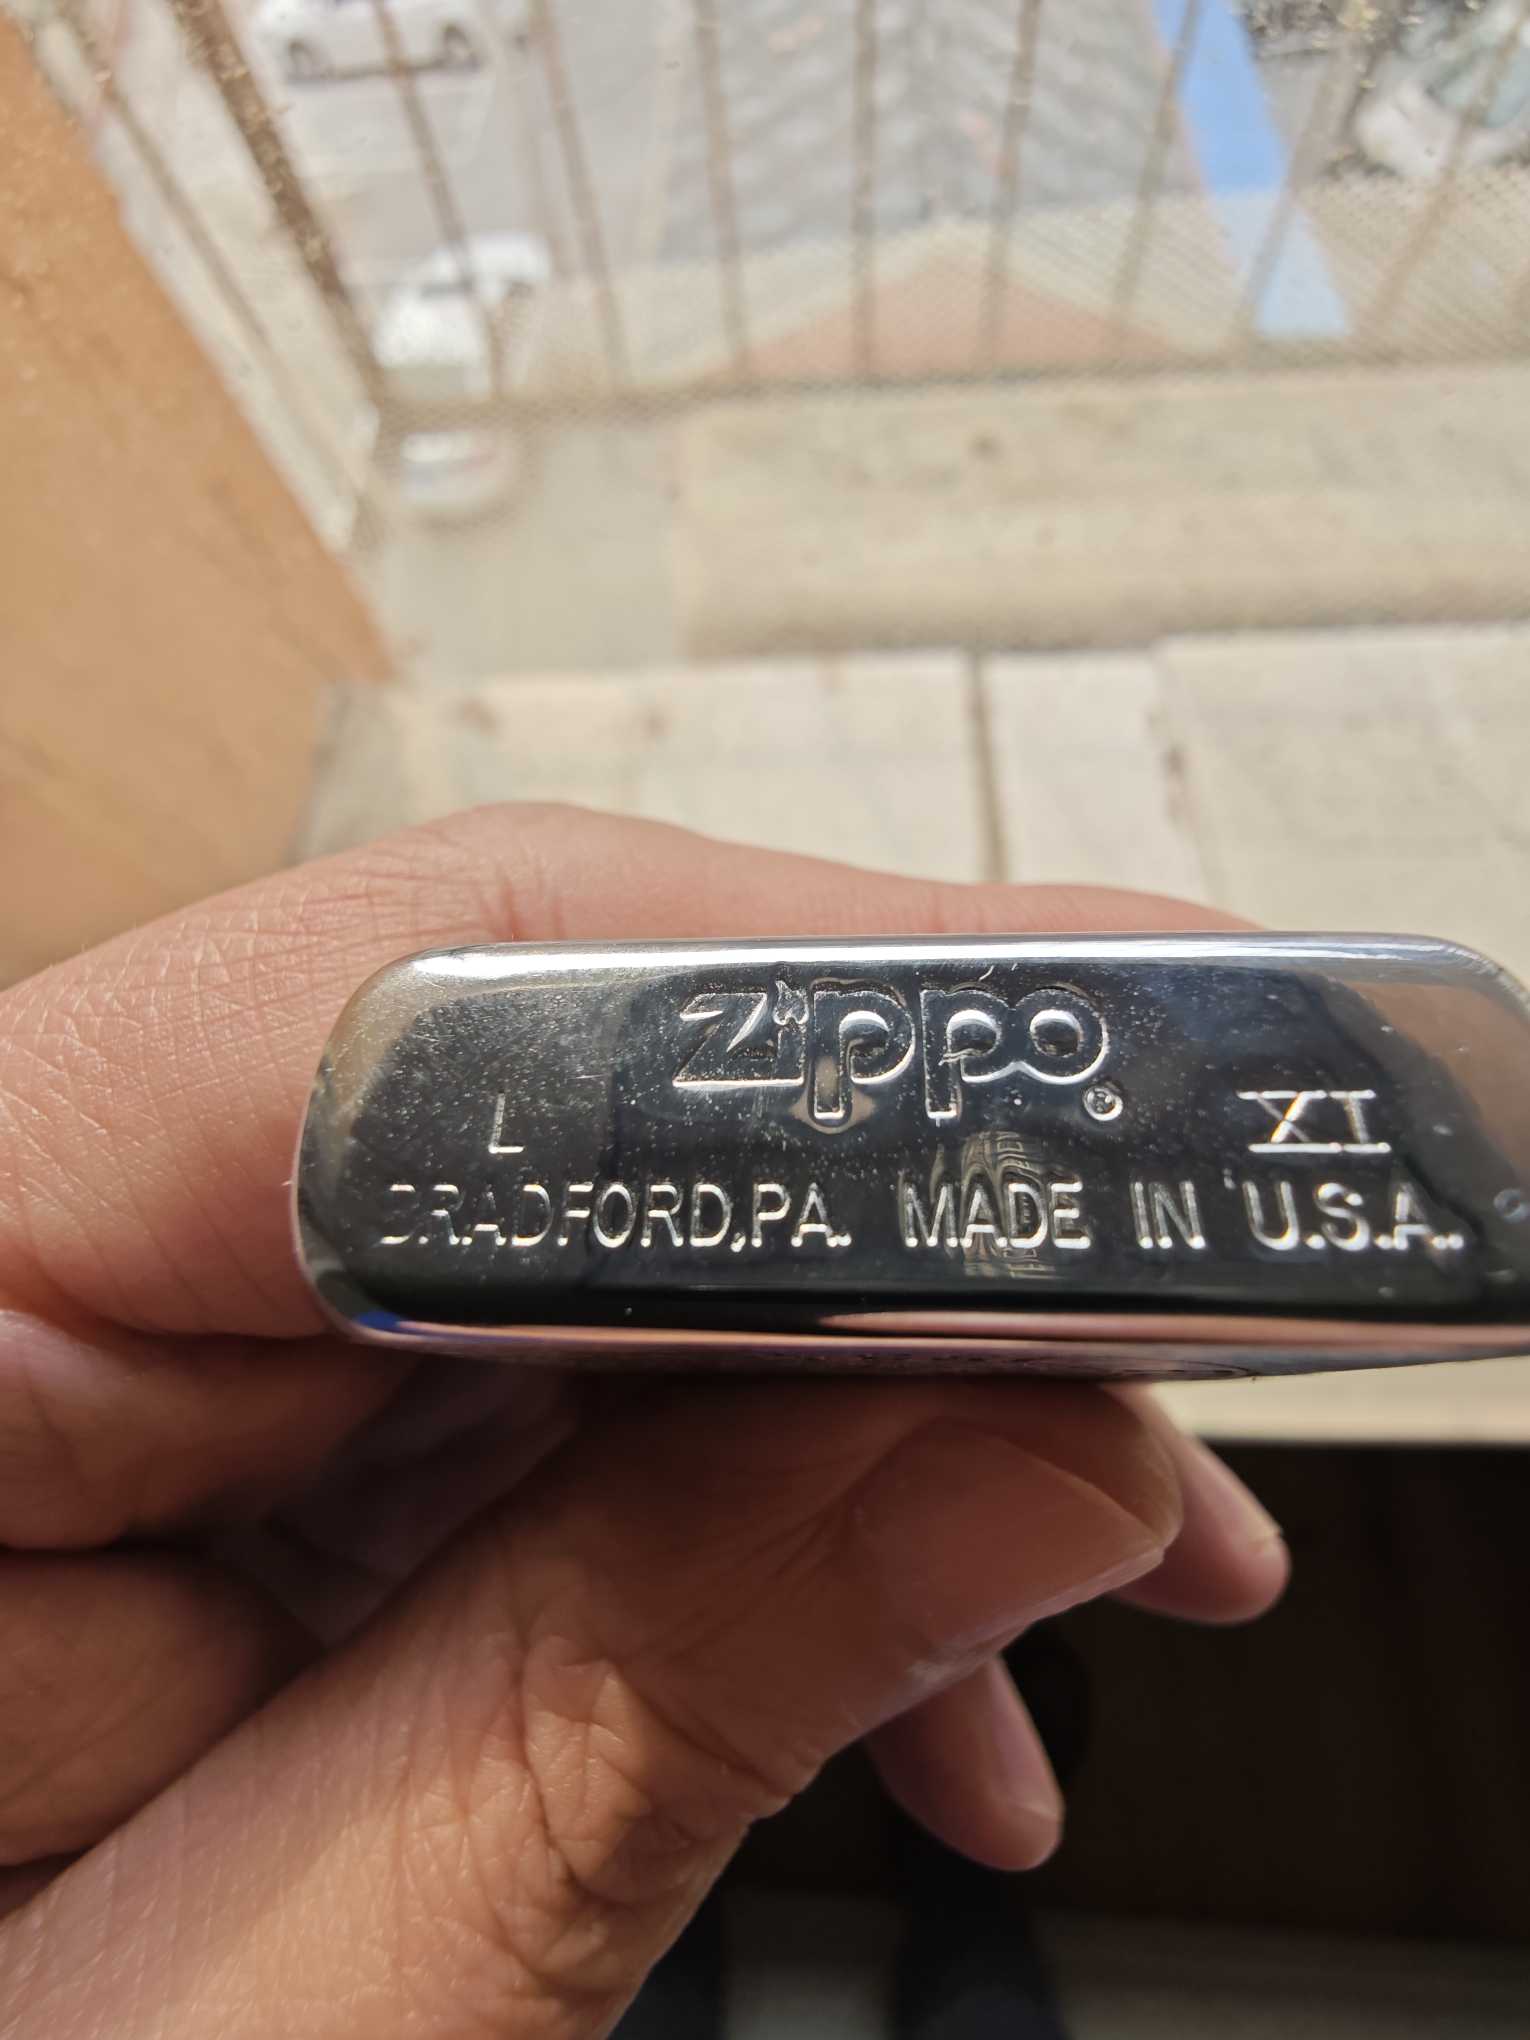 zippo®
L XI
BRADFORD,PA. MADE IN U.S.A.